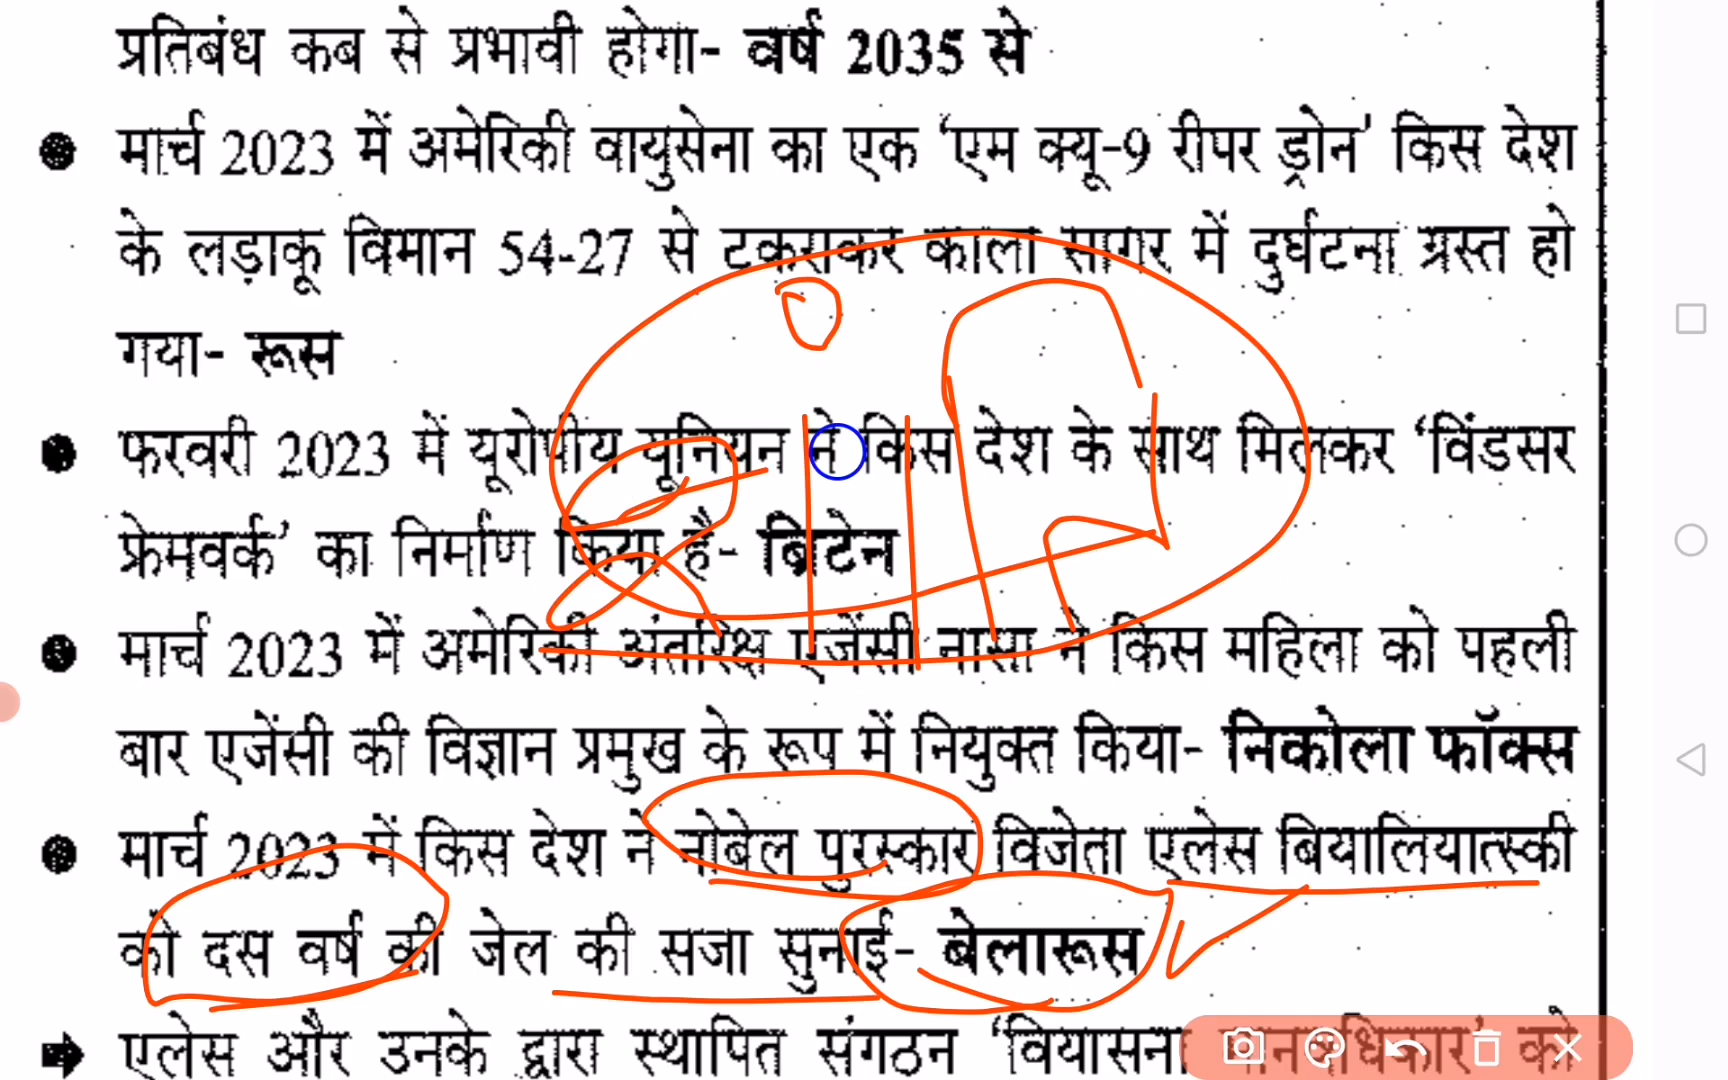 प्रतिबंध कब से प्रभावी होगा- वर्ष 2035 से
मार्च 2023 में अमेरिकी वायुसेना का एक 'एम क्यू-9 रीपर ड्रोन' किस देश
के लड़ाकू विमान 54-27 से टकराकर काला सागर में दुर्घटना ग्रस्त हो
गया- रूस
फरवरी 2023 में यूरोपीय यूनियन ने किस देश के साथ मिलकर 'विंडसर
फ्रेमवर्क' का निर्माण किया है- ब्रिटेन
मार्च 2023 में अमेरिकी अंतरिक्ष एजेंसी नासा ने किस महिला को पहली
बार एजेंसी की विज्ञान प्रमुख के रूप में नियुक्त किया- निकोला फॉक्स
मार्च 2023 में किस देश ने नोबेल पुरस्कार विजेता एलेस बियालियात्स्की
को दस वर्ष की जेल की सजा सुनाई- बेलारूस
एलेस और उनके द्वारा स्थापित संगठन 'वियासना मानवाधिकार' को